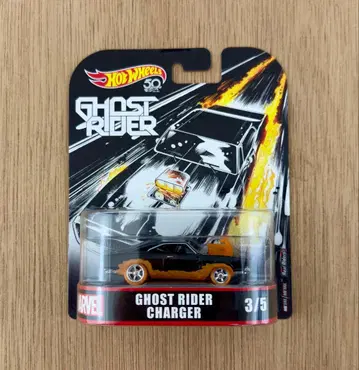 HOT WHEELS
50
GHOST
RIDER
MARVEL
GHOST RIDER
CHARGER
3/5